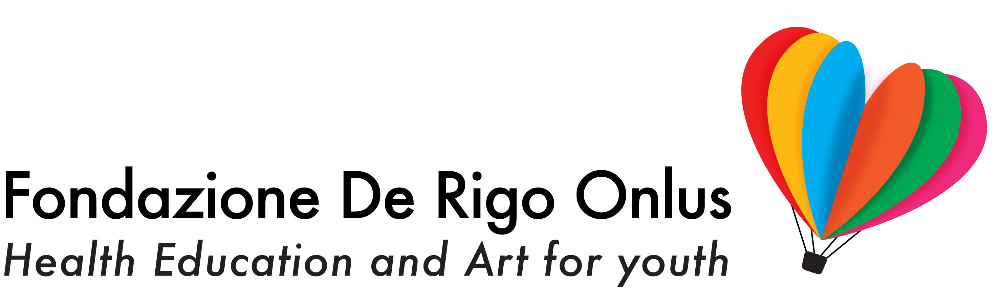 Fondazione De Rigo Onlus
Health Education and Art for youth